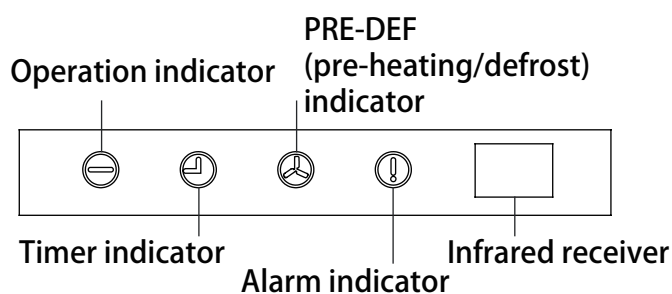 PRE-DEF
(pre-heating/defrost)
indicator
Operation indicator
Timer indicator
Alarm indicator
Infrared receiver